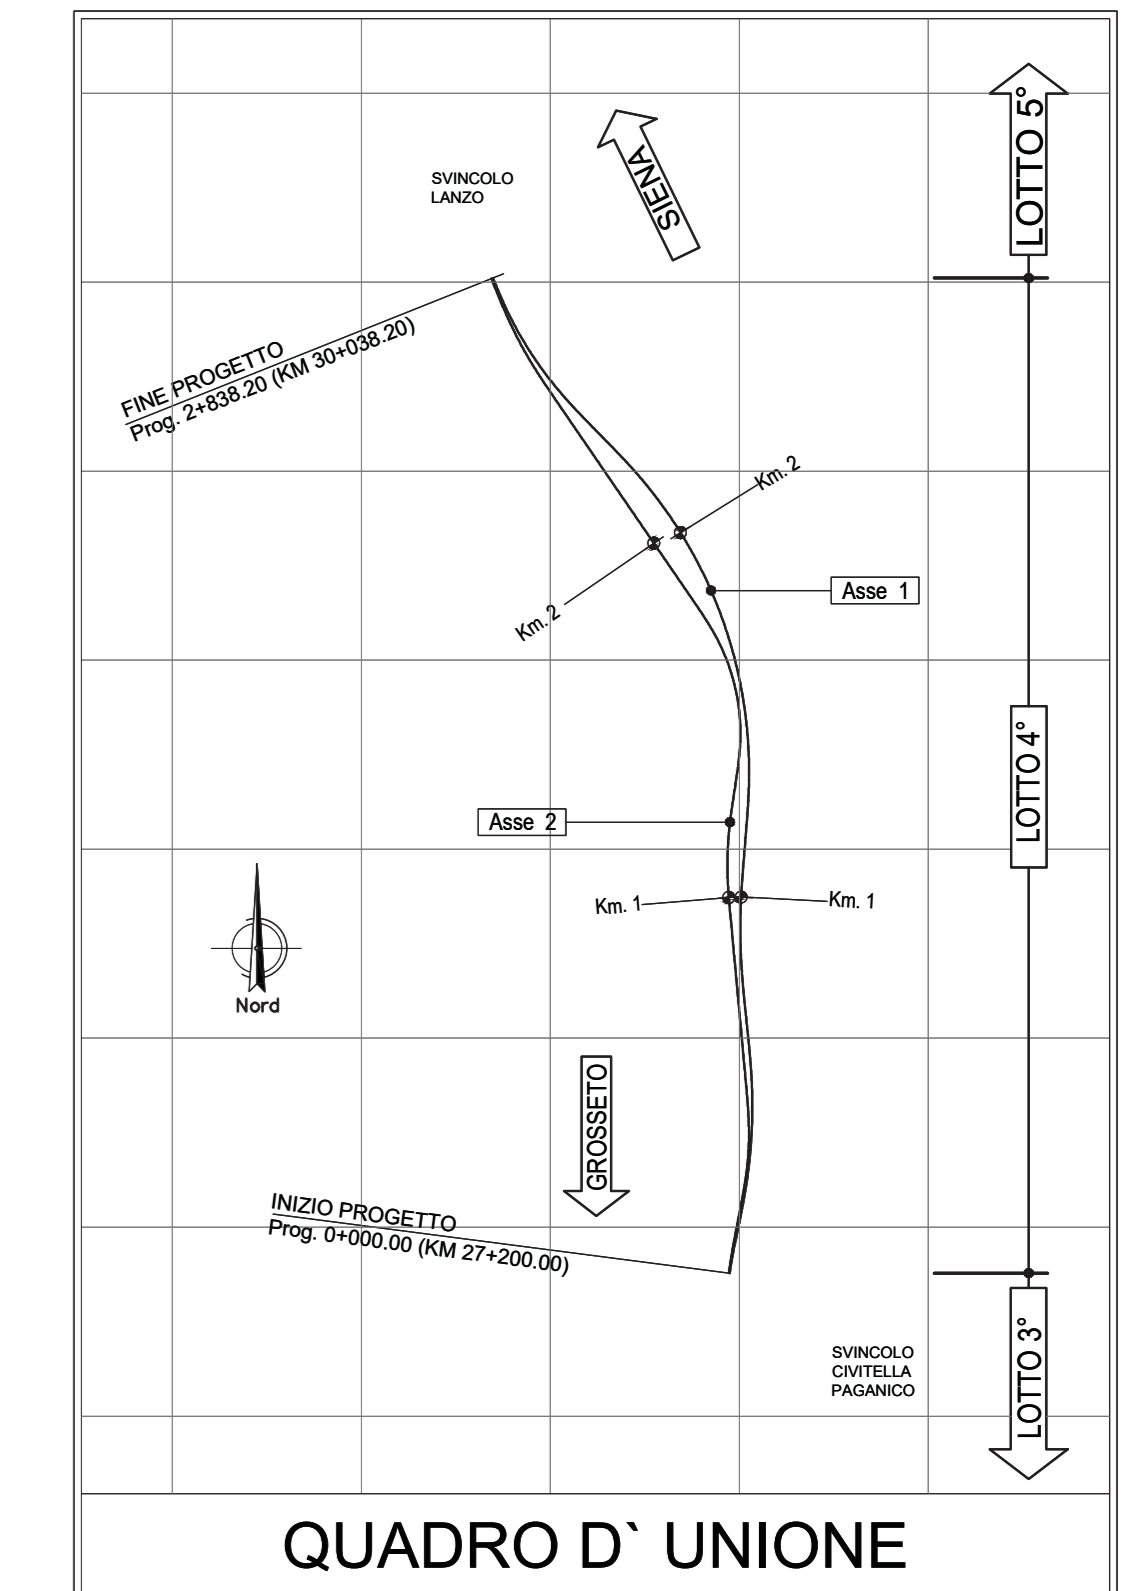 LOTTO 5°
SIENA
SVINCOLO
LANZO
FINE PROGETTO
Prog. 2+838.20 (KM 30+038.20)
Km. 2
Asse 1
Km. 2
LOTTO 4°
Asse 2
Km. 1
Km. 1
Nord
GROSSETO
INIZIO PROGETTO
Prog. 0+000.00 (KM 27+200.00)
LOTTO 3°
SVINCOLO
CIVITELLA
PAGANICO
QUADRO D` UNIONE